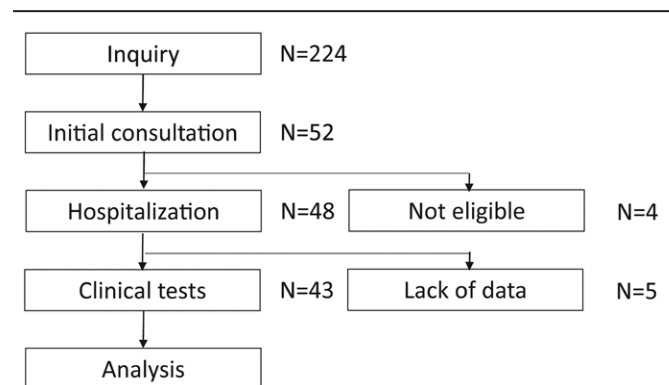 Inquiry N=224
Initial consultation N=52
Hospitalization N=48 Not eligible N=4
Clinical tests N=43 Lack of data N=5
Analysis